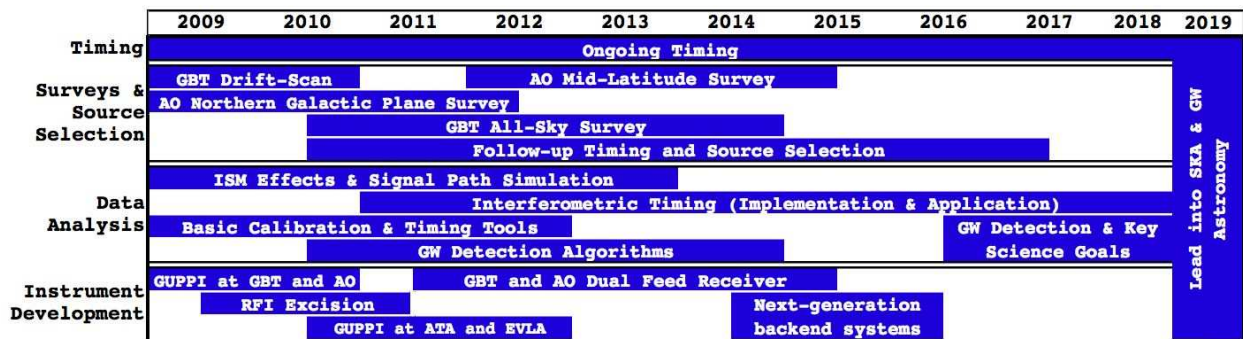 2009 2010 2011 2012 2013 2014 2015 2016 2017 2018 2019
Timing
Ongoing Timing
Surveys &
Source
Selection
GBT Drift-Scan
AO Mid-Latitude Survey
AO Northern Galactic Plane Survey
GBT All-Sky Survey
Follow-up Timing and Source Selection
Data
Analysis
ISM Effects & Signal Path Simulation
Interferometric Timing (Implementation & Application)
Basic Calibration & Timing Tools
GW Detection & Key
Science Goals
GW Detection Algorithms
Instrument
Development
GUPPI at GBT and AO
GBT and AO Dual Feed Receiver
RFI Excision
Next-generation
backend systems
GUPPI at ATA and EVLA
Lead into SKA & GW
Astronomy